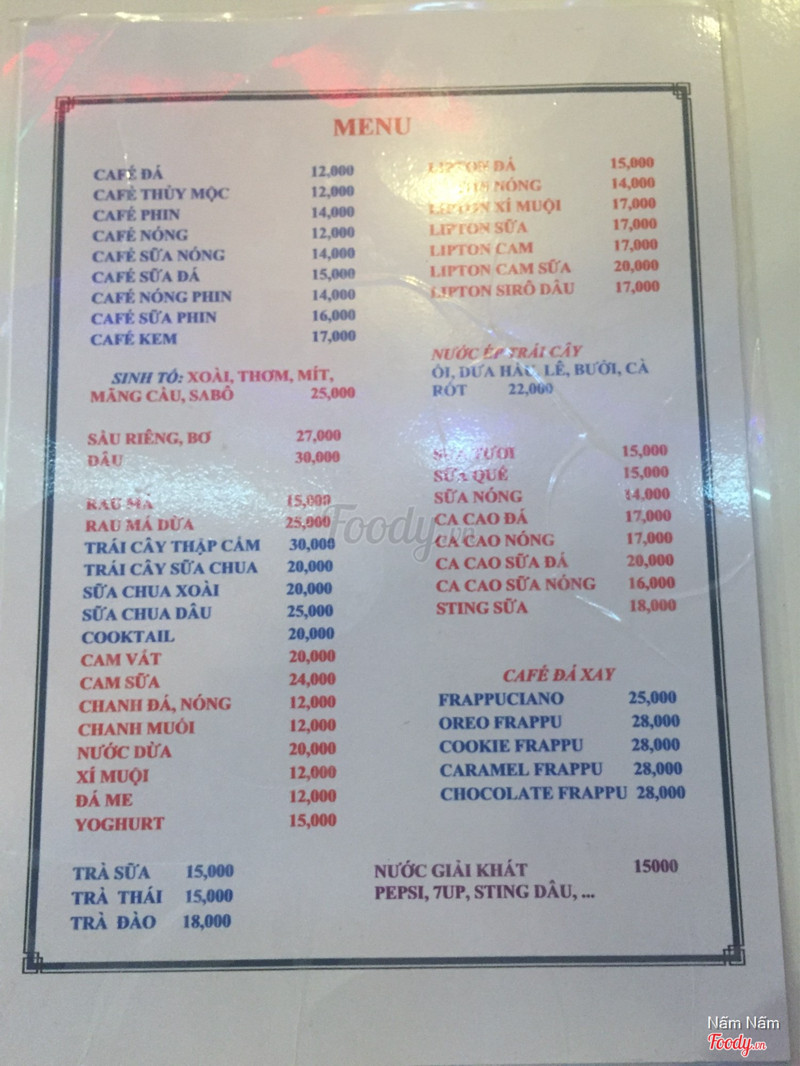 MENU
CAFÉ ĐÁ 12,000
CAFÉ THÙY MỘC 12,000
CAFÉ PHIN 14,000
CAFÉ NÓNG 12,000
CAFÉ SỮA NÓNG 14,000
CAFÉ SỮA ĐÁ 15,000
CAFÉ NÓNG PHIN 14,000
CAFÉ SỮA PHIN 16,000
CAFÉ KEM 17,000
SINH TỐ: XOÀI, THƠM, MÍT,
MÃNG CẦU, SABÔ 25,000
SẦU RIÊNG, BƠ 27,000
DÂU 30,000
RAU MÁ 15,000
RAU MÁ DỪA 25,000
TRÁI CÂY THẬP CẨM 30,000
TRÁI CÂY SỮA CHUA 20,000
SỮA CHUA XOÀI 20,000
SỮA CHUA DÂU 25,000
COOKTAIL 20,000
CAM VẮT 20,000
CAM SỮA 24,000
CHANH ĐÁ, NÓNG 12,000
CHANH MUỐI 12,000
NƯỚC DỪA 20,000
XÍ MUỘI 12,000
ĐÁ ME 12,000
YOGHURT 15,000
TRÀ SỮA 15,000
TRÀ THÁI 15,000
TRÀ ĐÀO 18,000
LIPTON ĐÁ 15,000
NÓNG 14,000
LIPTON XÍ MUỘI 17,000
LIPTON SỮA 17,000
LIPTON CAM 17,000
LIPTON CAM SỮA 20,000
LIPTON SIRÔ DÂU 17,000
NƯỚC ÉP TRÁI CÂY
ỔI, DƯA HẤU, LÊ, BƯỞI, CÀ
RỐT 22,000
SỮA TƯƠI 15,000
SỮA QUẾ 15,000
SỮA NÓNG 14,000
CA CAO ĐÁ 17,000
CA CAO NÓNG 17,000
CA CAO SỮA ĐÁ 20,000
CA CAO SỮA NÓNG 16,000
STING SỮA 18,000
CAFÉ ĐÁ XAY
FRAPPUCIANO 25,000
OREO FRAPPU 28,000
COOKIE FRAPPU 28,000
CARAMEL FRAPPU 28,000
CHOCOLATE FRAPPU 28,000
NƯỚC GIẢI KHÁT 15000
PEPSI, 7UP, STING DÂU, ...
Foody.vn
Nấm Nấm
Foody.vn